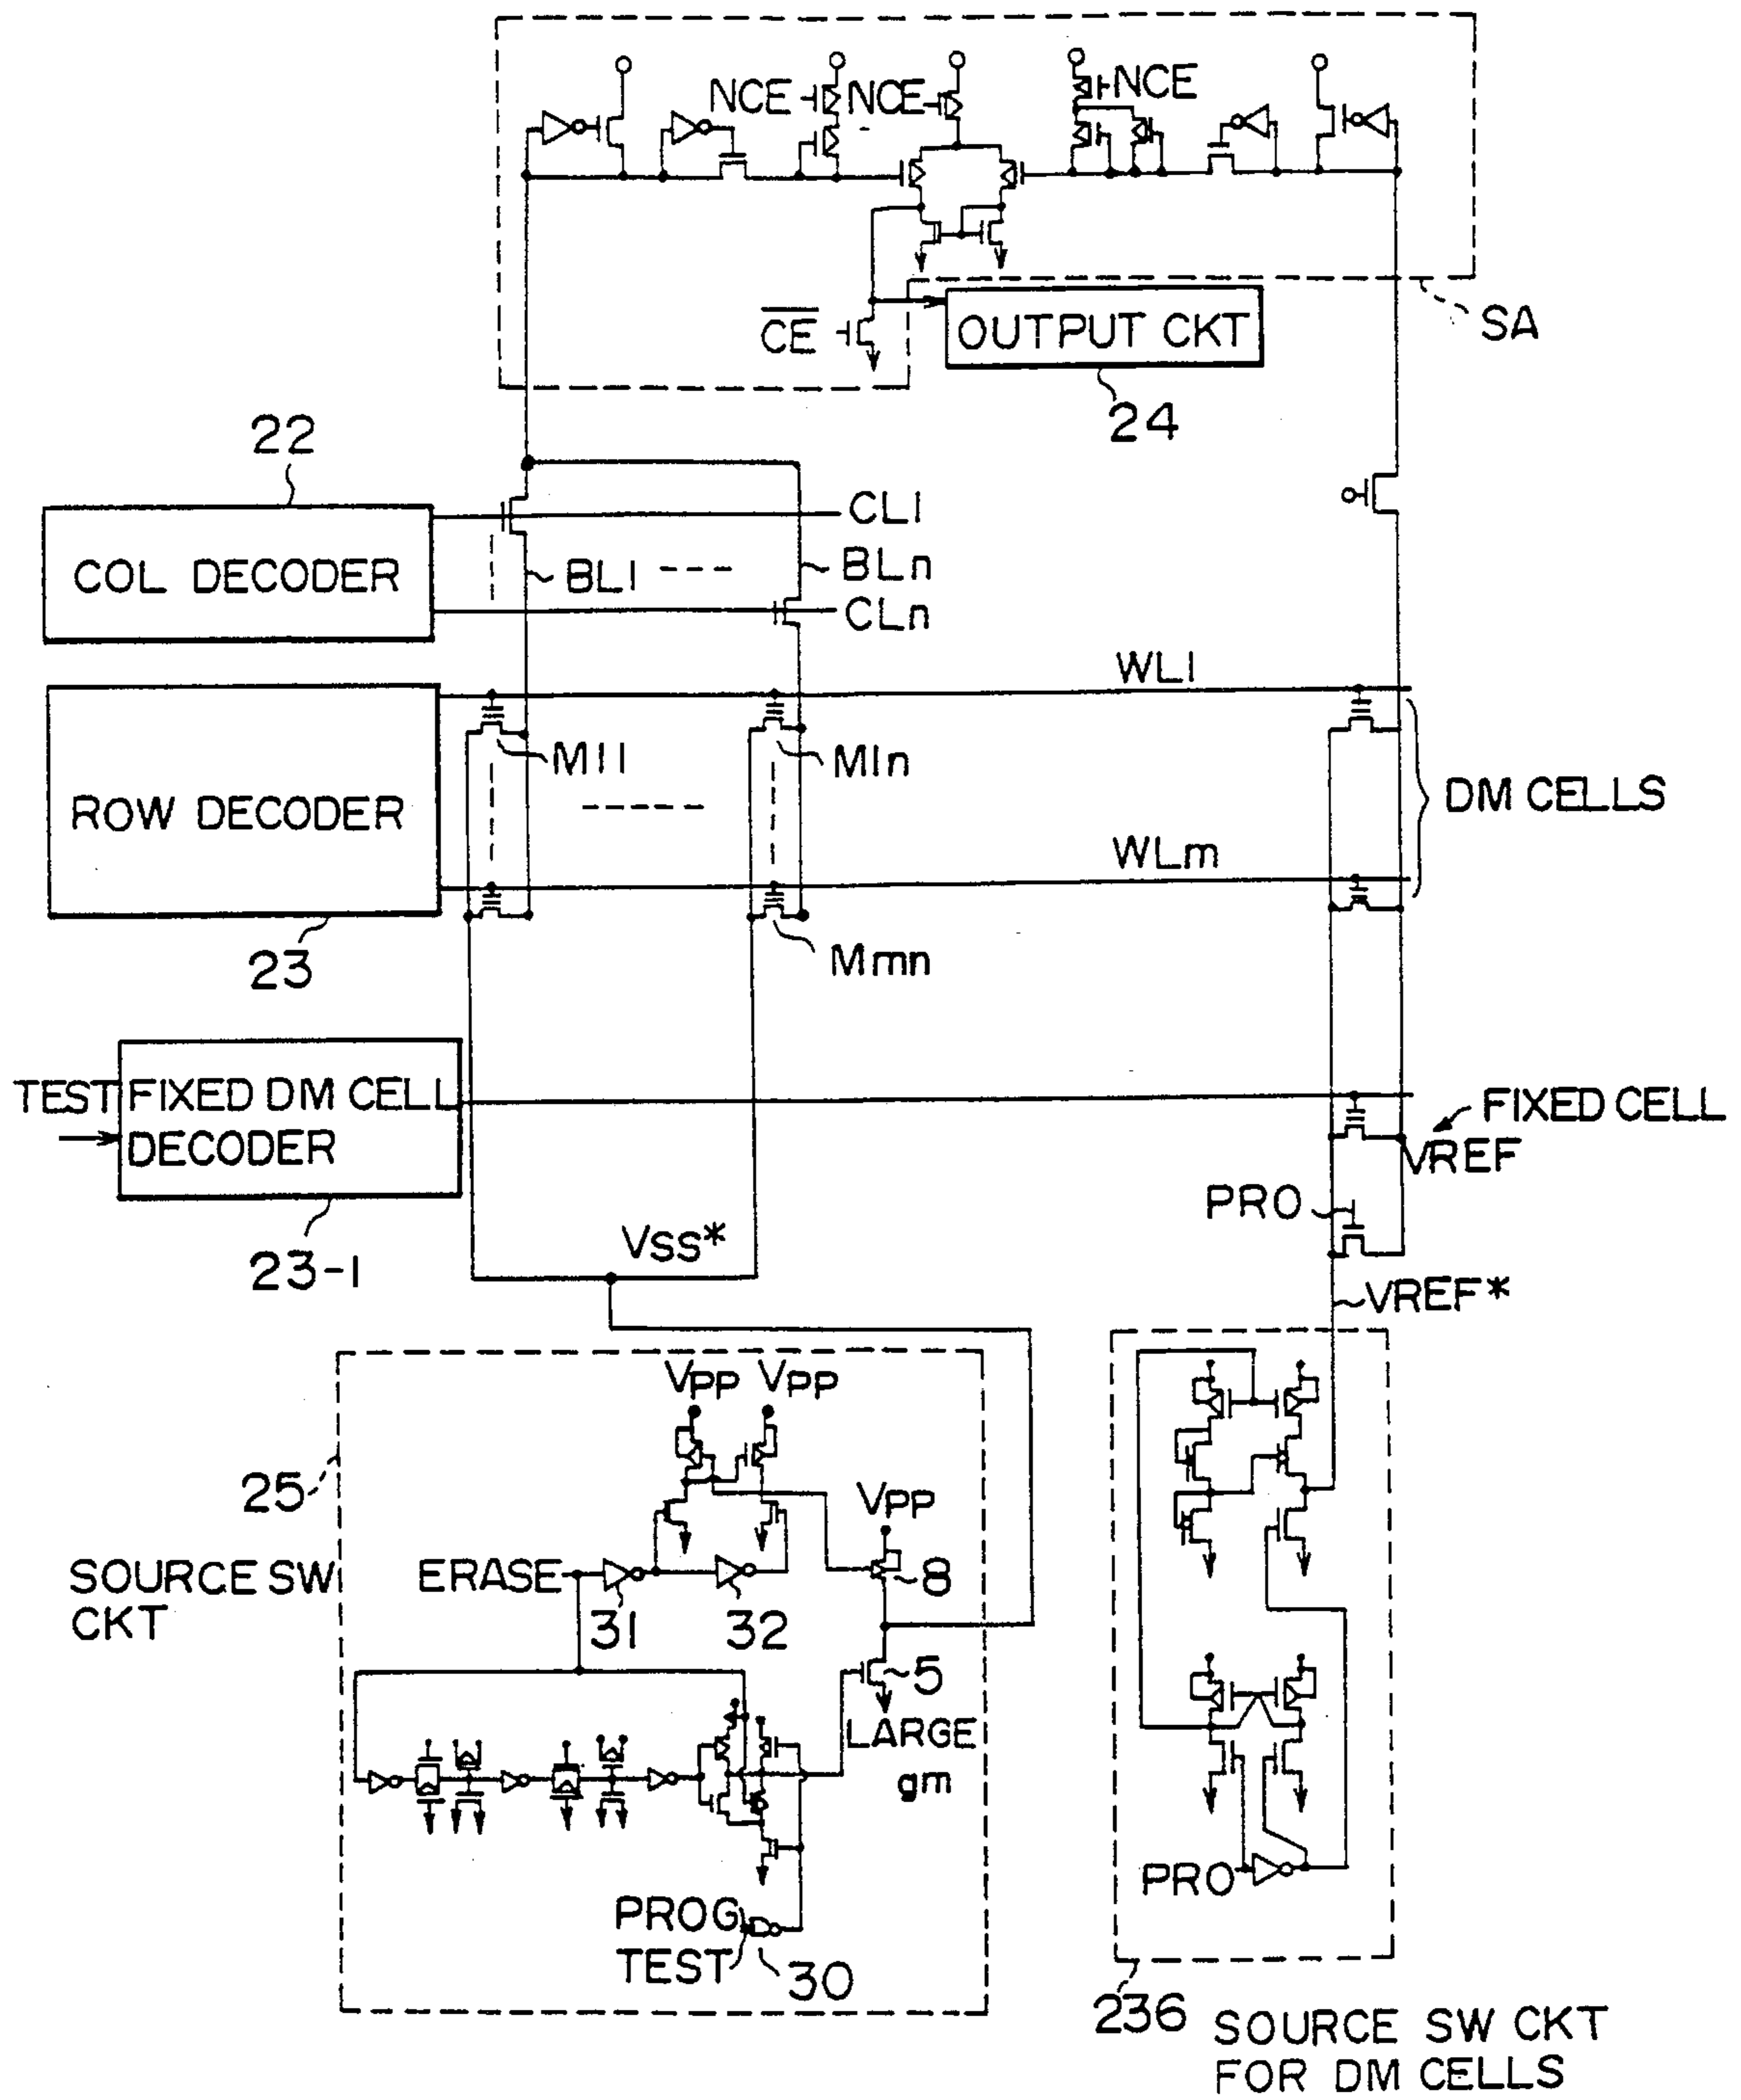 NCE
NCE
NCE
CE
OUTPUT CKT
SA
24
22
COL DECODER
CL1
BL1
BLn
CLn
WL1
M11
M1n
ROW DECODER
DM CELLS
WLm
Mmn
23
TEST
FIXED DM CELL
DECODER
FIXED CELL
VREF
PRO
23-1
VSS*
VREF*
VPP VPP
25
VPP
SOURCE SW
CKT
ERASE
8
31
32
5
LARGE
gm
PRO
PROG
TEST
30
236
SOURCE SW CKT
FOR DM CELLS